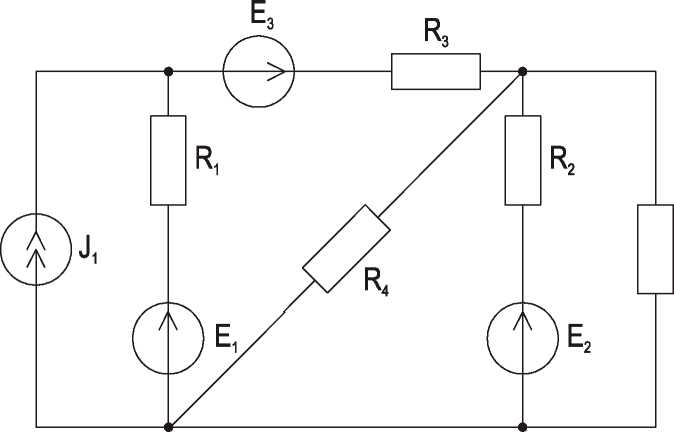 E₃
R₃
R₁
R₂
J₁
R₄
E₁
E₂